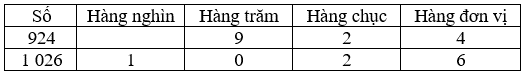 Số Hàng nghìn Hàng trăm Hàng chục Hàng đơn vị
924 9 2 4
1 026 1 0 2 6